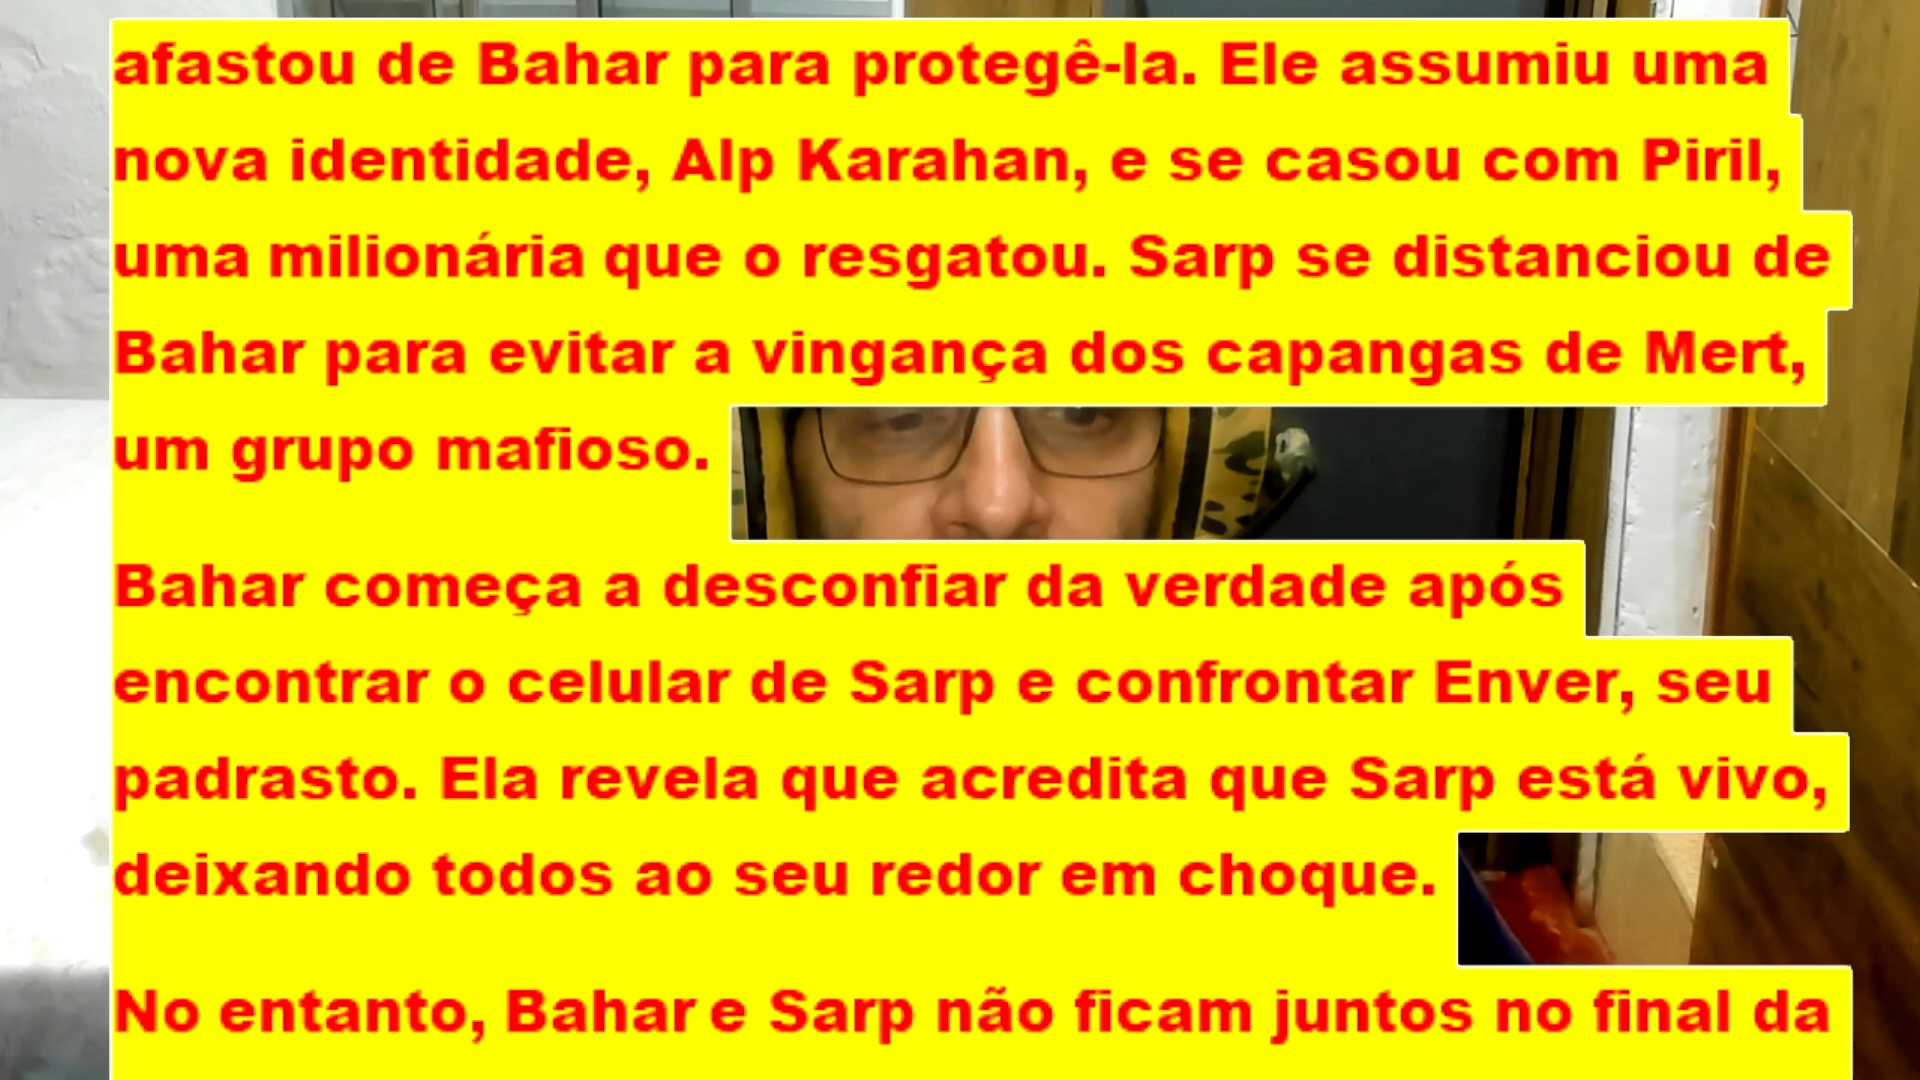 afastou de Bahar para protegê-la. Ele assumiu uma
nova identidade, Alp Karahan, e se casou com Piril,
uma milionária que o resgatou. Sarp se distanciou de
Bahar para evitar a vingança dos capangas de Mert,
um grupo mafioso.
Bahar começa a desconfiar da verdade após
encontrar o celular de Sarp e confrontar Enver, seu
padrasto. Ela revela que acredita que Sarp está vivo,
deixando todos ao seu redor em choque.
No entanto, Bahar e Sarp não ficam juntos no final da